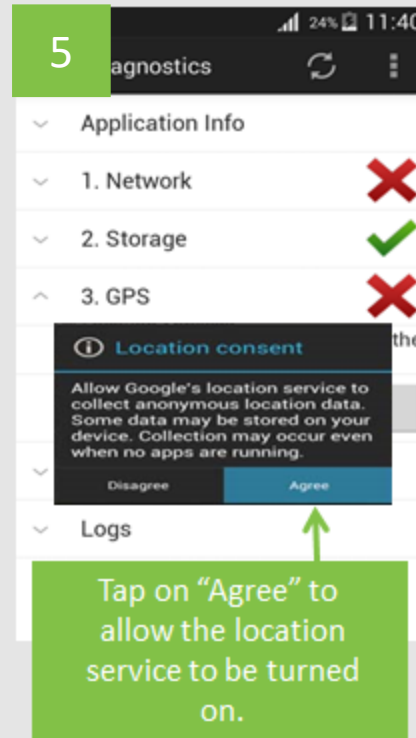 5
agnostics
24% 11:40
Application Info
1. Network
2. Storage
3. GPS
the
Location consent
Allow Google's location service to
collect anonymous location data.
Some data may be stored on your
device. Collection may occur even
when no apps are running.
Disagree
Agree
Logs
Tap on “Agree” to
allow the location
service to be turned
on.